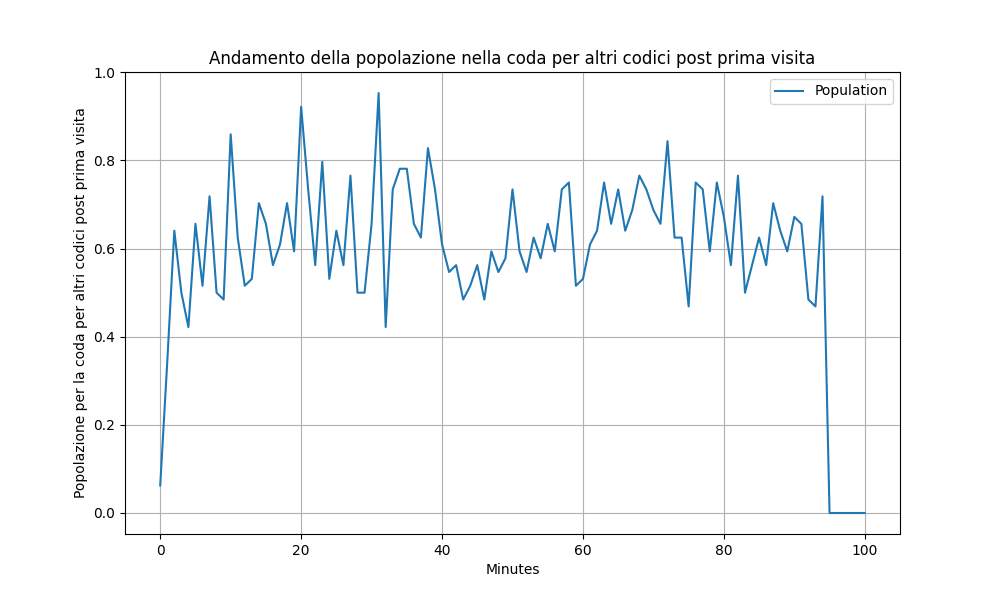 Andamento della popolazione nella coda per altri codici post prima visita
Population
Popolazione per la coda per altri codici post prima visita
1.0
0.8
0.6
0.4
0.2
0.0
0 20 40 60 80 100
Minutes